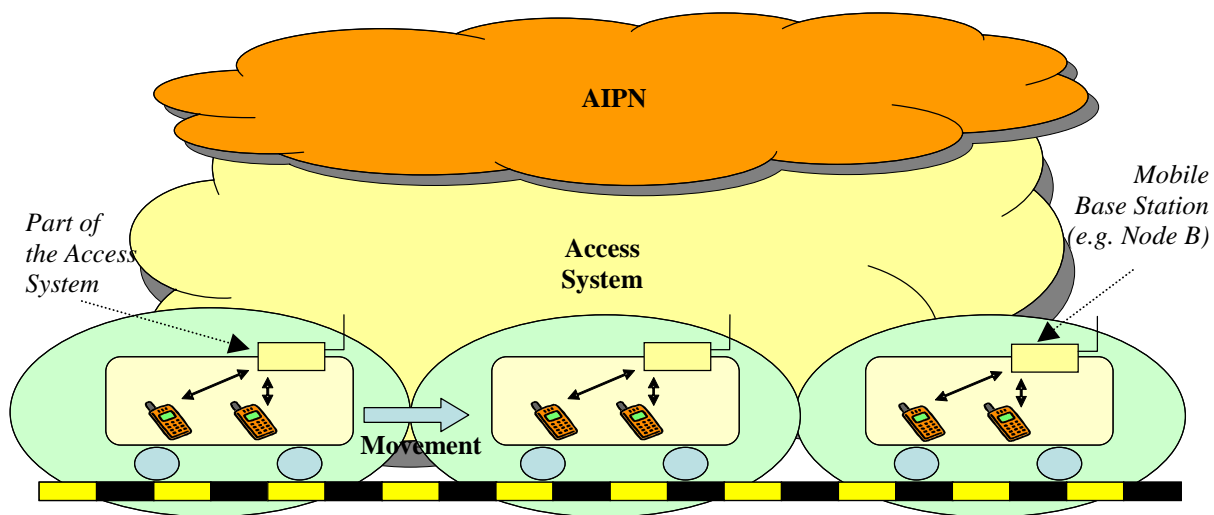 AIPN
Mobile
Base Station
(e.g. Node B)
Part of
the Access
System
Access
System
Movement